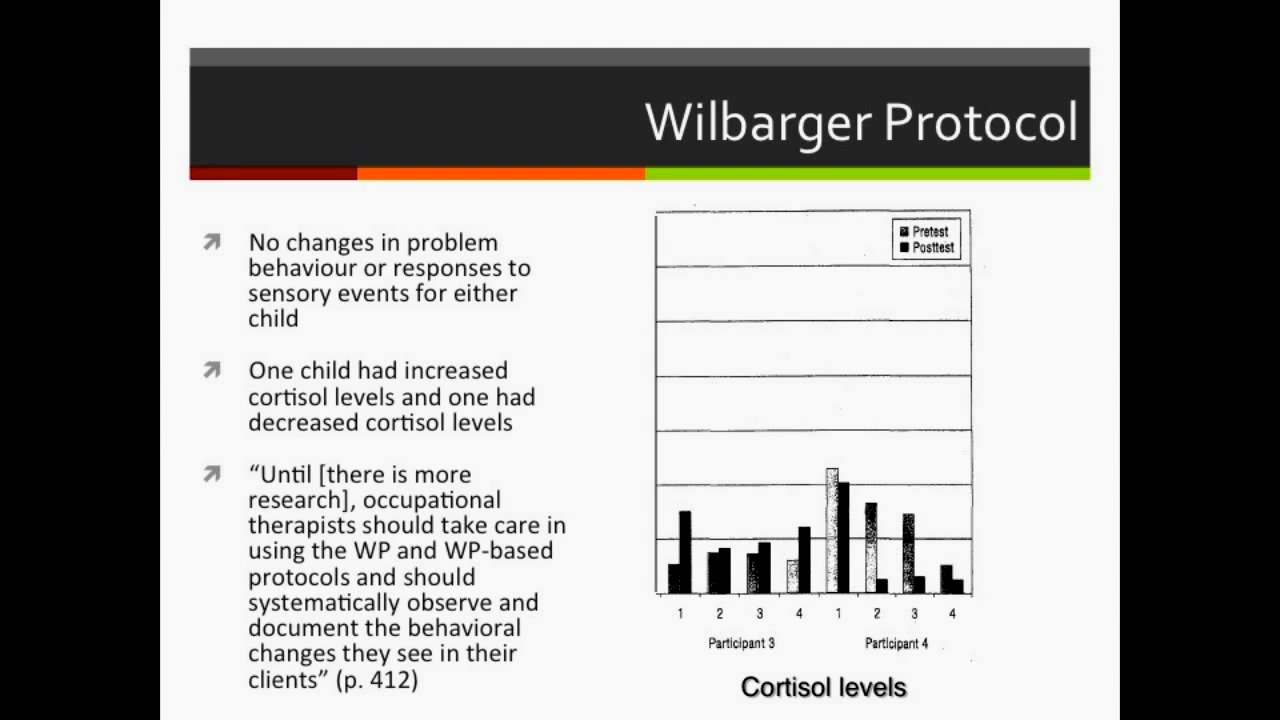 Wilbarger Protocol
No changes in problem
behaviour or responses to
sensory events for either
child
One child had increased
cortisol levels and one had
decreased cortisol levels
“Until [there is more
research], occupational
therapists should take care in
using the WP and WP-based
protocols and should
systematically observe and
document the behavioral
changes they see in their
clients” (p. 412)
Pretest
Posttest
1 2 3 4 1 2 3 4
Participant 3 Participant 4
Cortisol levels